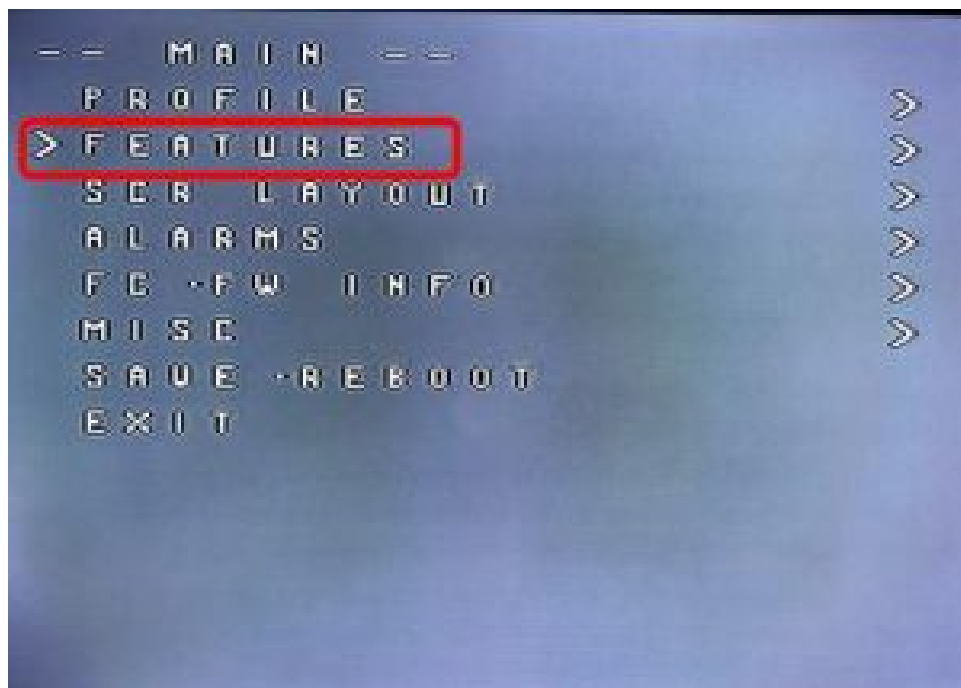 -- MAIN --
PROFILE >
> FEATURES >
SCR LAYOUT >
ALARMS >
FC-FW INFO >
MISC >
SAVE-REBOOT
EXIT